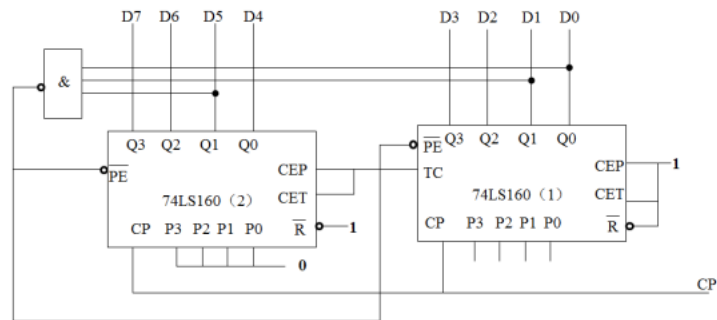 D7 D6 D5 D4
D3 D2 D1 D0
&
Q3 Q2 Q1 Q0
PE
CEP
CET
74LS160（2）
CP P3 P2 P1 P0 R
1
0
PE Q3 Q2 Q1 Q0
TC
CEP
1
CET
74LS160（1）
CP P3 P2 P1 P0 R
CP